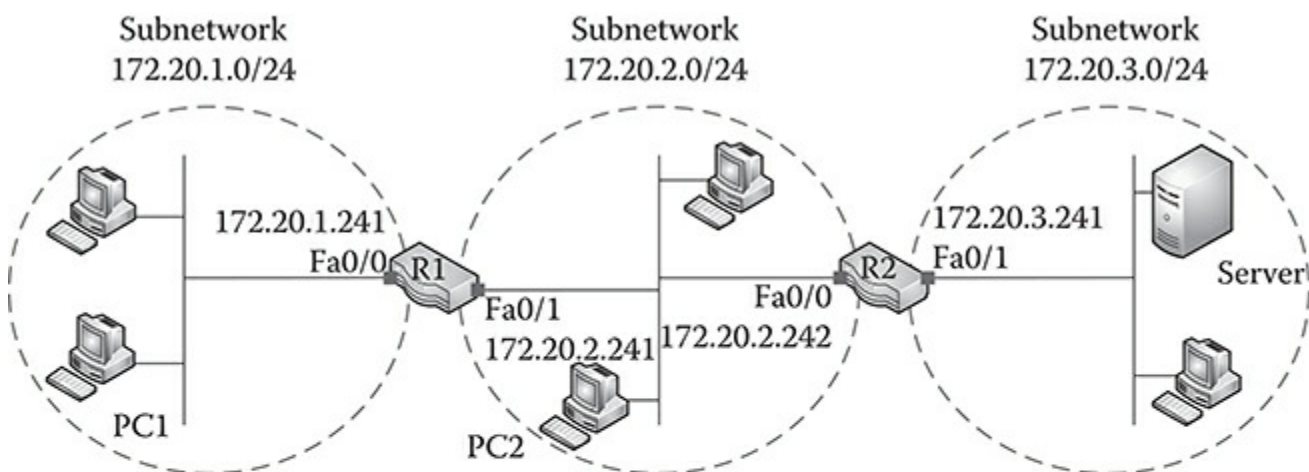 Subnetwork
172.20.1.0/24
Subnetwork
172.20.2.0/24
Subnetwork
172.20.3.0/24
172.20.1.241
Fa0/0
R1
Fa0/1
172.20.2.241
PC1
PC2
Fa0/0
172.20.2.242
R2
172.20.3.241
Fa0/1
Server